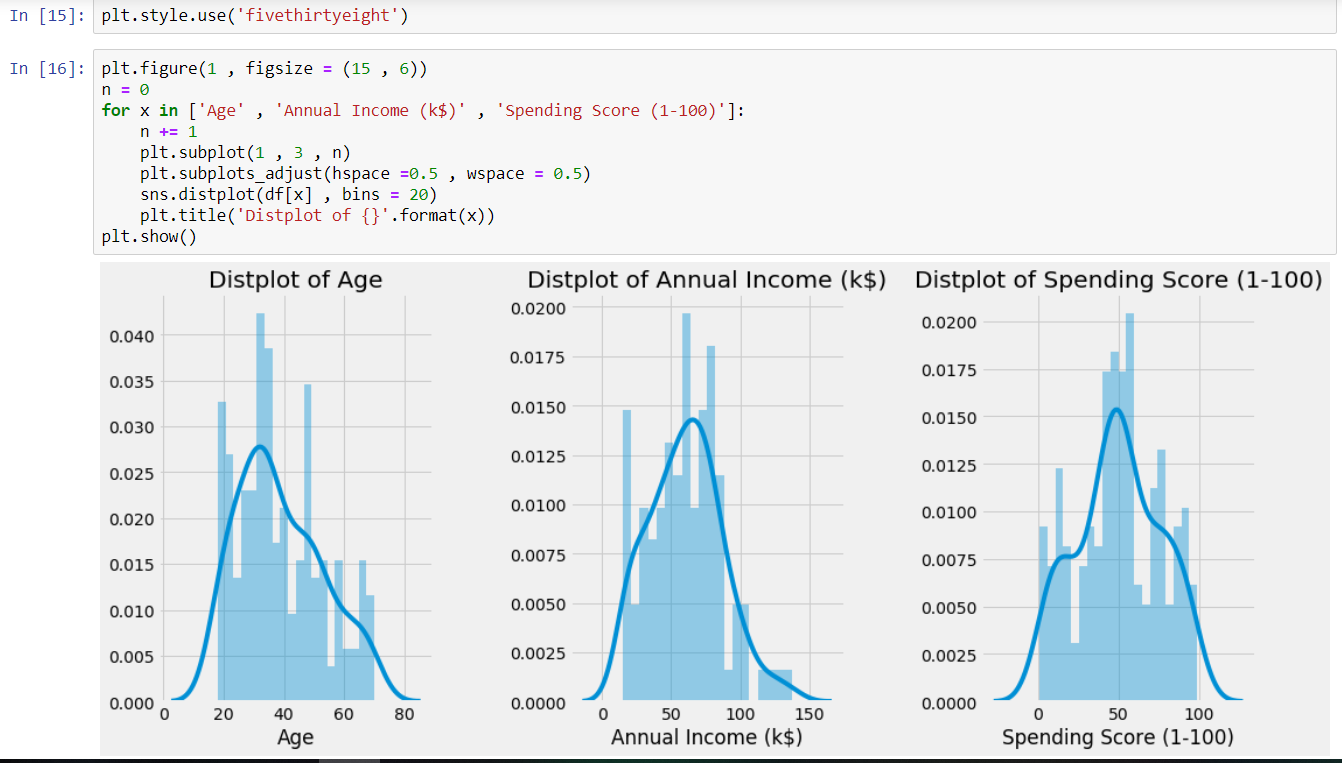 In [15]: plt.style.use('fivethirtyeight')
In [16]: plt.figure(1 , figsize = (15 , 6))
n = 0
for x in ['Age' , 'Annual Income (k$)' , 'Spending Score (1-100)']:
    n += 1
    plt.subplot(1 , 3 , n)
    plt.subplots_adjust(hspace =0.5 , wspace = 0.5)
    sns.distplot(df[x] , bins = 20)
    plt.title('Distplot of {}'.format(x))
plt.show()
Distplot of Age
0.040
0.035
0.030
0.025
0.020
0.015
0.010
0.005
0.000
0 20 40 60 80
Age
Distplot of Annual Income (k$)
0.0200
0.0175
0.0150
0.0125
0.0100
0.0075
0.0050
0.0025
0.0000
0 50 100 150
Annual Income (k$)
Distplot of Spending Score (1-100)
0.0200
0.0175
0.0150
0.0125
0.0100
0.0075
0.0050
0.0025
0.0000
0 50 100
Spending Score (1-100)